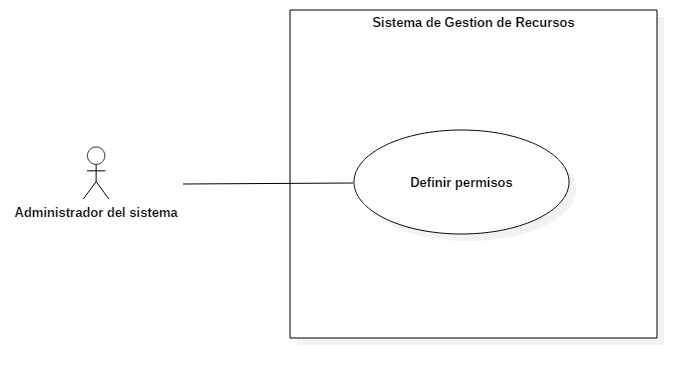 Sistema de Gestion de Recursos
Definir permisos
Administrador del sistema